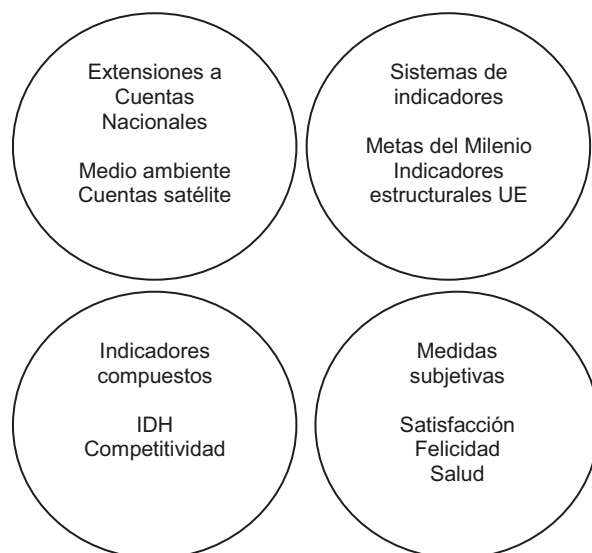 Extensiones a
Cuentas
Nacionales
Medio ambiente
Cuentas satélite
Sistemas de
indicadores
Metas del Milenio
Indicadores
estructurales UE
Indicadores
compuestos
IDH
Competitividad
Medidas
subjetivas
Satisfacción
Felicidad
Salud